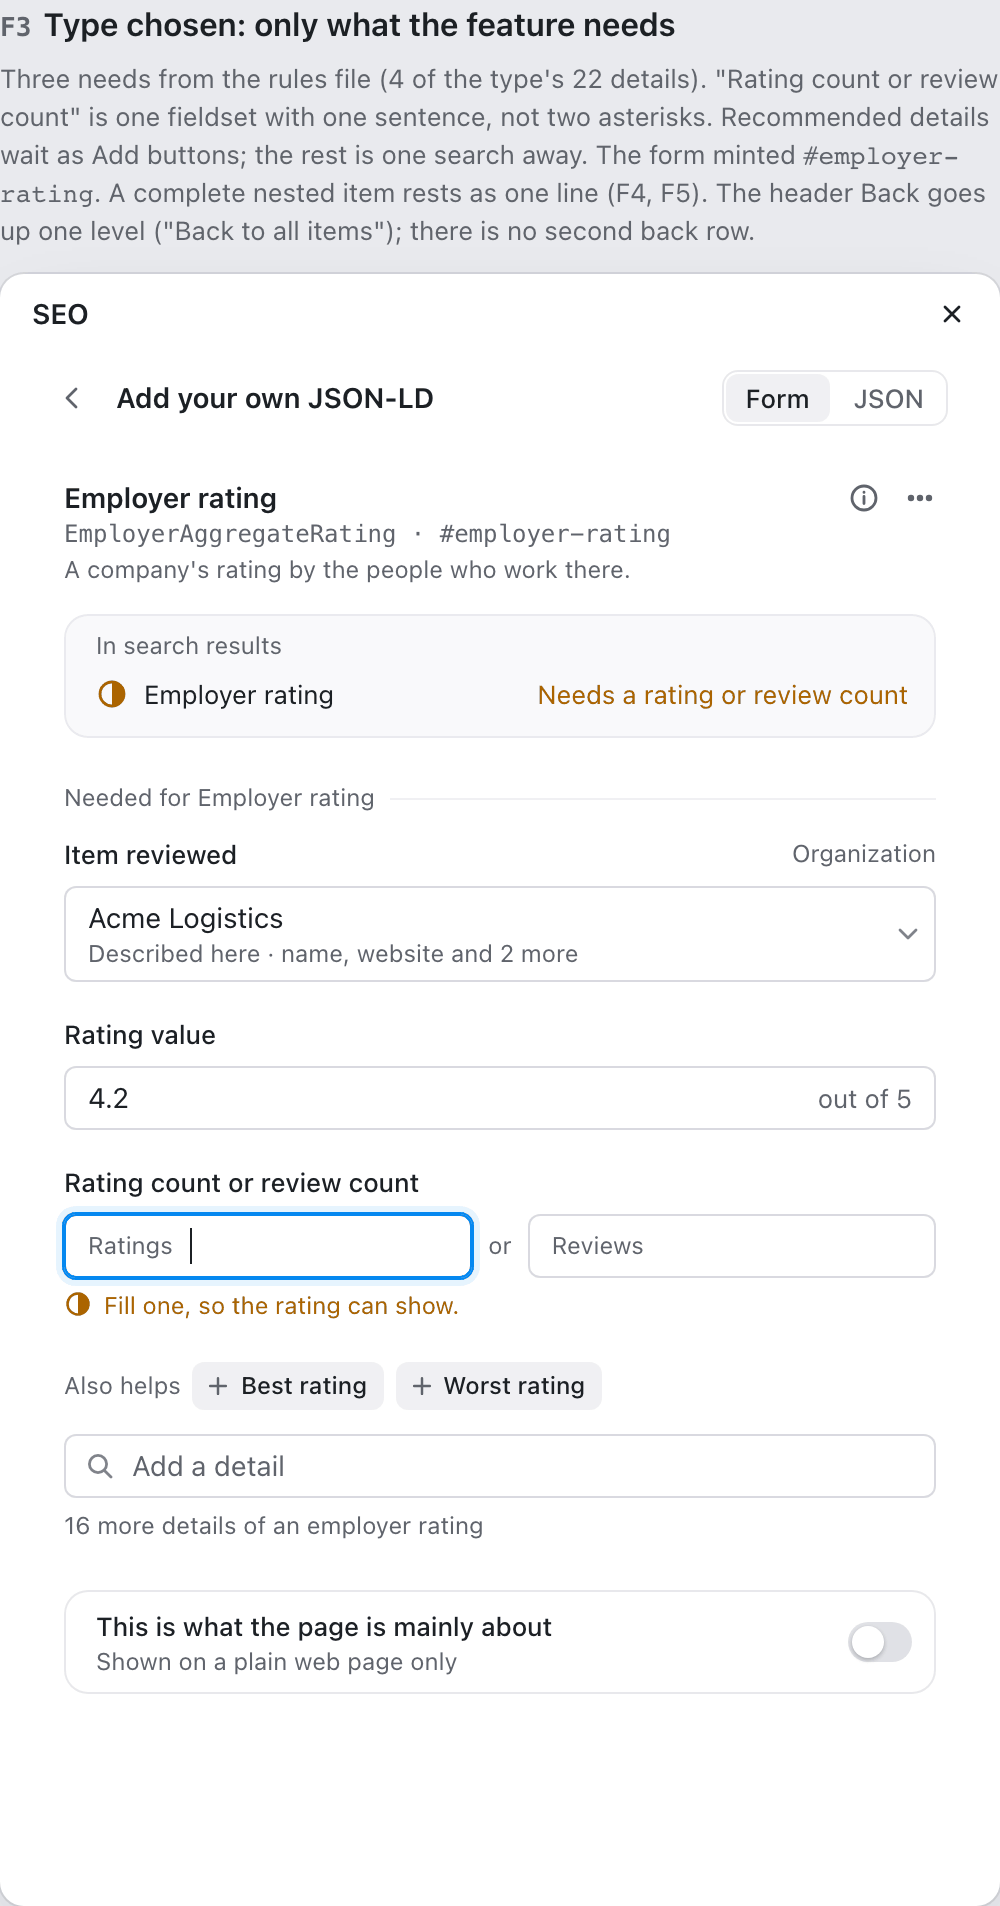 F3 Type chosen: only what the feature needs
Three needs from the rules file (4 of the type's 22 details). "Rating count or review
count" is one fieldset with one sentence, not two asterisks. Recommended details
wait as Add buttons; the rest is one search away. The form minted #employer-
rating. A complete nested item rests as one line (F4, F5). The header Back goes
up one level ("Back to all items"); there is no second back row.
SEO
Add your own JSON-LD
Form
JSON
Employer rating
EmployerAggregateRating · #employer-rating
A company's rating by the people who work there.
In search results
Employer rating
Needs a rating or review count
Needed for Employer rating
Item reviewed
Organization
Acme Logistics
Described here · name, website and 2 more
Rating value
4.2
out of 5
Rating count or review count
Ratings
or
Reviews
Fill one, so the rating can show.
Also helps
+ Best rating
+ Worst rating
Add a detail
16 more details of an employer rating
This is what the page is mainly about
Shown on a plain web page only